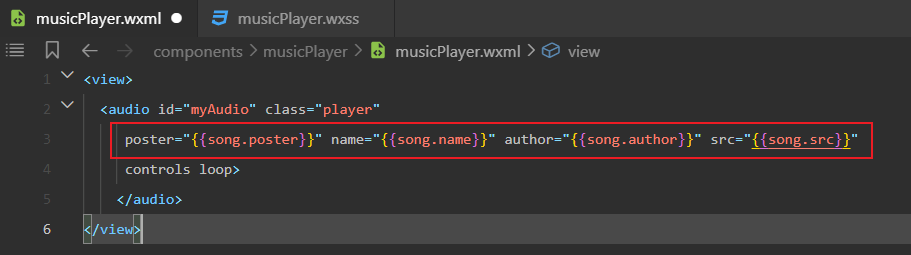 musicPlayer.wxml musicPlayer.wxss
components > musicPlayer > musicPlayer.wxml > view
1 <view>
2 <audio id="myAudio" class="player"
3 poster="{{song.poster}}" name="{{song.name}}" author="{{song.author}}" src="{{song.src}}"
4 controls loop>
5 </audio>
6 </view>